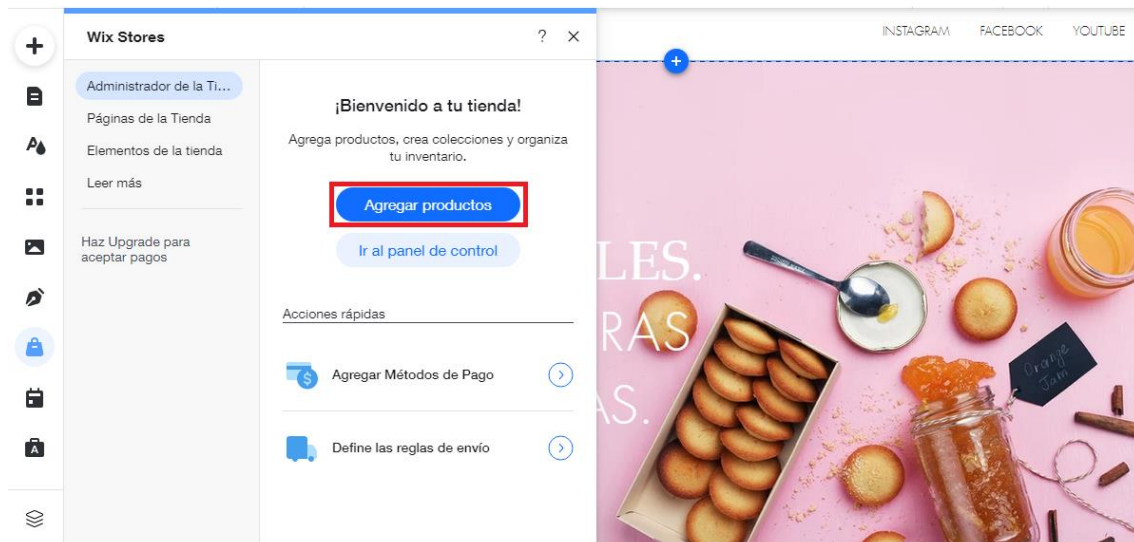 Wix Stores
?
INSTAGRAM FACEBOOK YOUTUBE
Administrador de la Ti...
Páginas de la Tienda
Elementos de la tienda
Leer más
Haz Upgrade para
aceptar pagos
¡Bienvenido a tu tienda!
Agrega productos, crea colecciones y organiza
tu inventario.
Agregar productos
Ir al panel de control
Acciones rápidas
Agregar Métodos de Pago
Define las reglas de envío
LES.
RAS
AS.
Orange
Jam
A